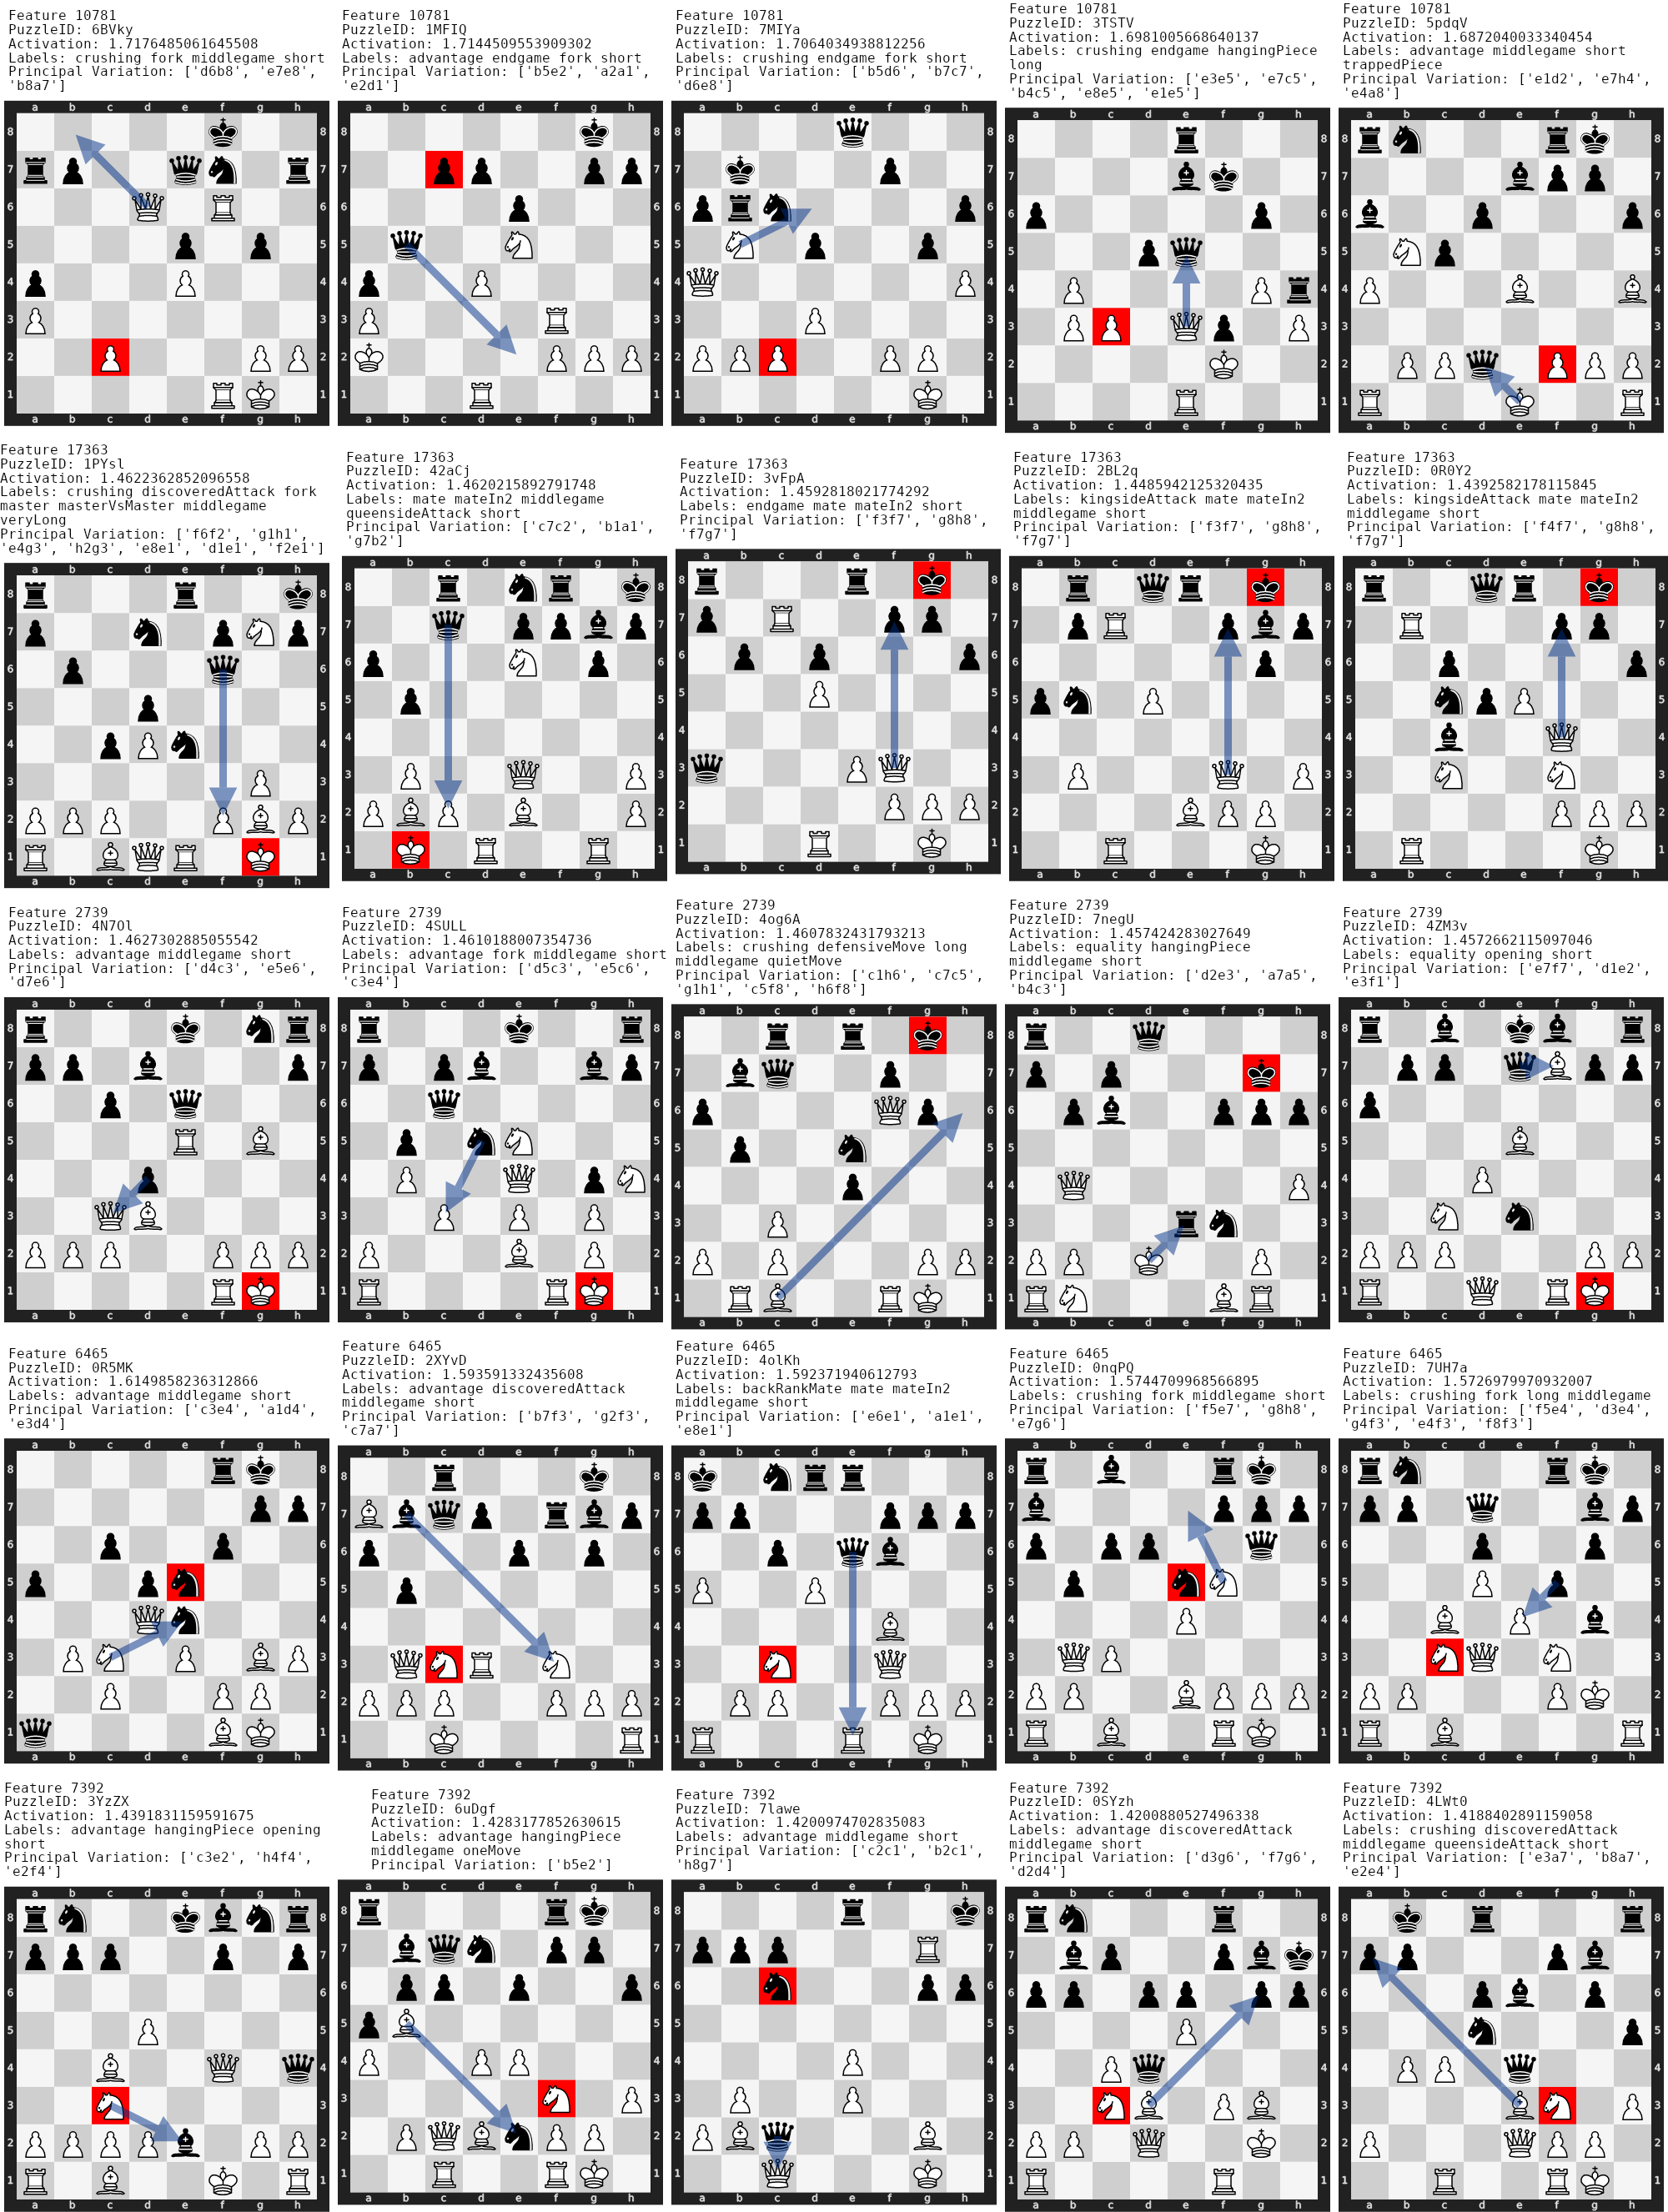 Feature 10781
PuzzleID: 6BVky
Activation: 1.7176485061645508
Labels: crushing fork middlegame short
Principal Variation: ['d6b8', 'e7e8',
'b8a7']
Feature 10781
PuzzleID: 1MFIQ
Activation: 1.7144509553909302
Labels: advantage endgame fork short
Principal Variation: ['b5e2', 'a2a1',
'e2d1']
Feature 10781
PuzzleID: 7MIYa
Activation: 1.7064034938812256
Labels: crushing endgame fork short
Principal Variation: ['b5d6', 'b7c7',
'd6e8']
Feature 10781
PuzzleID: 3TSTV
Activation: 1.6981005668640137
Labels: crushing endgame hangingPiece
long
Principal Variation: ['e3e5', 'e7c5',
'b4c5', 'e8e5', 'e1e5']
Feature 10781
PuzzleID: 5pdqV
Activation: 1.6872040033340454
Labels: advantage middlegame short
trappedPiece
Principal Variation: ['e1d2', 'e7h4',
'e4a8']
Feature 17363
PuzzleID: 1PYsl
Activation: 1.4622362852096558
Labels: crushing discoveredAttack fork
master masterVsMaster middlegame
veryLong
Principal Variation: ['f6f2', 'g1h1',
'e4g3', 'h2g3', 'e8e1', 'd1e1', 'f2e1']
Feature 17363
PuzzleID: 42aCj
Activation: 1.4620215892791748
Labels: mate mateIn2 middlegame
queensideAttack short
Principal Variation: ['c7c2', 'b1a1',
'g7b2']
Feature 17363
PuzzleID: 3vFpA
Activation: 1.4592818021774292
Labels: endgame mate mateIn2 short
Principal Variation: ['f3f7', 'g8h8',
'f7g7']
Feature 17363
PuzzleID: 2BL2q
Activation: 1.4485942125320435
Labels: kingsideAttack mate mateIn2
middlegame short
Principal Variation: ['f3f7', 'g8h8',
'f7g7']
Feature 17363
PuzzleID: 0R0Y2
Activation: 1.4392582178115845
Labels: kingsideAttack mate mateIn2
middlegame short
Principal Variation: ['f4f7', 'g8h8',
'f7g7']
Feature 2739
PuzzleID: 4N7Ol
Activation: 1.4627302885055542
Labels: advantage middlegame short
Principal Variation: ['d4c3', 'e5e6',
'd7e6']
Feature 2739
PuzzleID: 4SULL
Activation: 1.4610188007354736
Labels: advantage fork middlegame short
Principal Variation: ['d5c3', 'e5c6',
'c3e4']
Feature 2739
PuzzleID: 4og6A
Activation: 1.4607832431793213
Labels: crushing defensiveMove long
middlegame quietMove
Principal Variation: ['c1h6', 'c7c5',
'g1h1', 'c5f8', 'h6f8']
Feature 2739
PuzzleID: 7negU
Activation: 1.457424283027649
Labels: equality hangingPiece
middlegame short
Principal Variation: ['d2e3', 'a7a5',
'b4c3']
Feature 2739
PuzzleID: 4ZM3v
Activation: 1.4572662115097046
Labels: equality opening short
Principal Variation: ['e7f7', 'd1e2',
'e3f1']
Feature 6465
PuzzleID: 0R5MK
Activation: 1.6149858236312866
Labels: advantage middlegame short
Principal Variation: ['c3e4', 'a1d4',
'e3d4']
Feature 6465
PuzzleID: 2XYvD
Activation: 1.593591332435608
Labels: advantage discoveredAttack
middlegame short
Principal Variation: ['b7f3', 'g2f3',
'c7a7']
Feature 6465
PuzzleID: 4olKh
Activation: 1.592371940612793
Labels: backRankMate mate mateIn2
middlegame short
Principal Variation: ['e6e1', 'a1e1',
'e8e1']
Feature 6465
PuzzleID: 0nqPQ
Activation: 1.5744709968566895
Labels: crushing fork middlegame short
Principal Variation: ['f5e7', 'g8h8',
'e7g6']
Feature 6465
PuzzleID: 7UH7a
Activation: 1.5726979970932007
Labels: crushing fork long middlegame
Principal Variation: ['f5e4', 'd3e4',
'g4f3', 'e4f3', 'f8f3']
Feature 7392
PuzzleID: 3YzZX
Activation: 1.4391831159591675
Labels: advantage hangingPiece opening
short
Principal Variation: ['c3e2', 'h4f4',
'e2f4']
Feature 7392
PuzzleID: 6uDgf
Activation: 1.4283177852630615
Labels: advantage hangingPiece
middlegame oneMove
Principal Variation: ['b5e2']
Feature 7392
PuzzleID: 7lawe
Activation: 1.4200974702835083
Labels: advantage middlegame short
Principal Variation: ['c2c1', 'b2c1',
'h8g7']
Feature 7392
PuzzleID: 0SYzh
Activation: 1.4200880527496338
Labels: advantage discoveredAttack
middlegame short
Principal Variation: ['d3g6', 'f7g6',
'd2d4']
Feature 7392
PuzzleID: 4LWt0
Activation: 1.4188402891159058
Labels: crushing discoveredAttack
middlegame queensideAttack short
Principal Variation: ['e3a7', 'b8a7',
'e2e4']